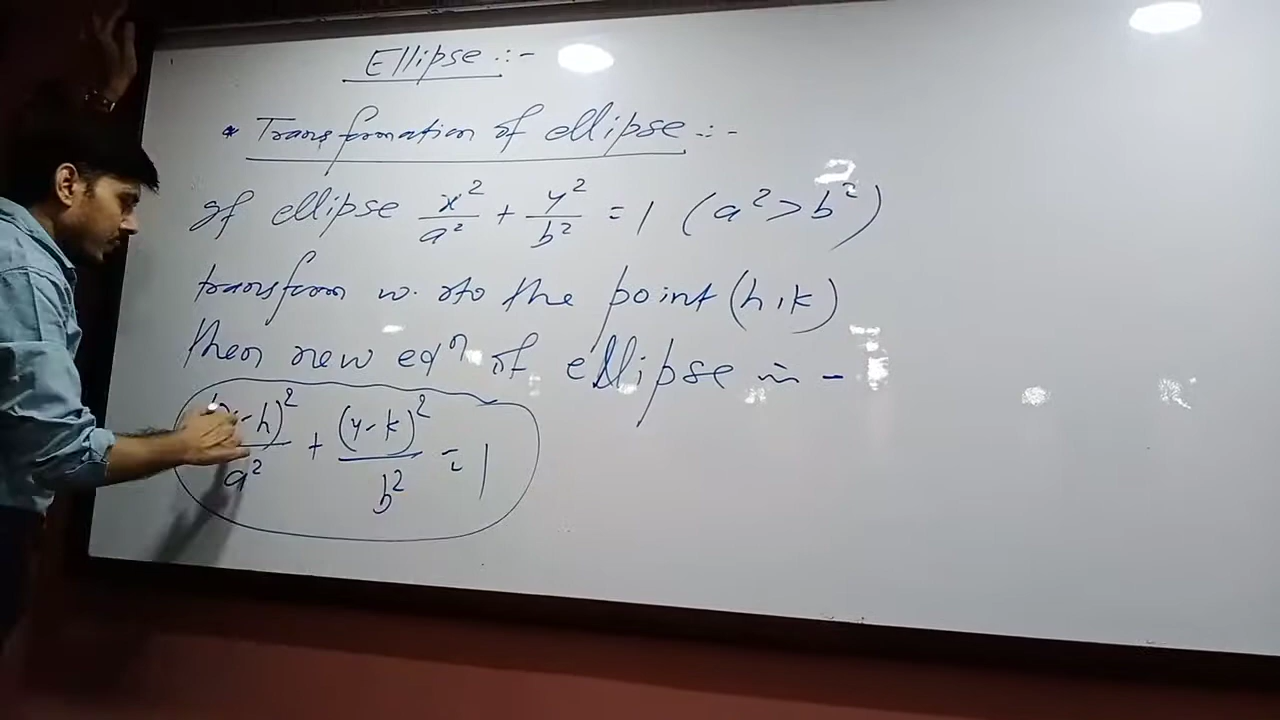 Ellipse :-
* Transformation of ellipse :-
If ellipse x²/a² + y²/b² = 1 (a² > b²)
transform w. r to the point (h, k)
then new eqⁿ of ellipse is -
(x-h)²/a² + (y-k)²/b² = 1